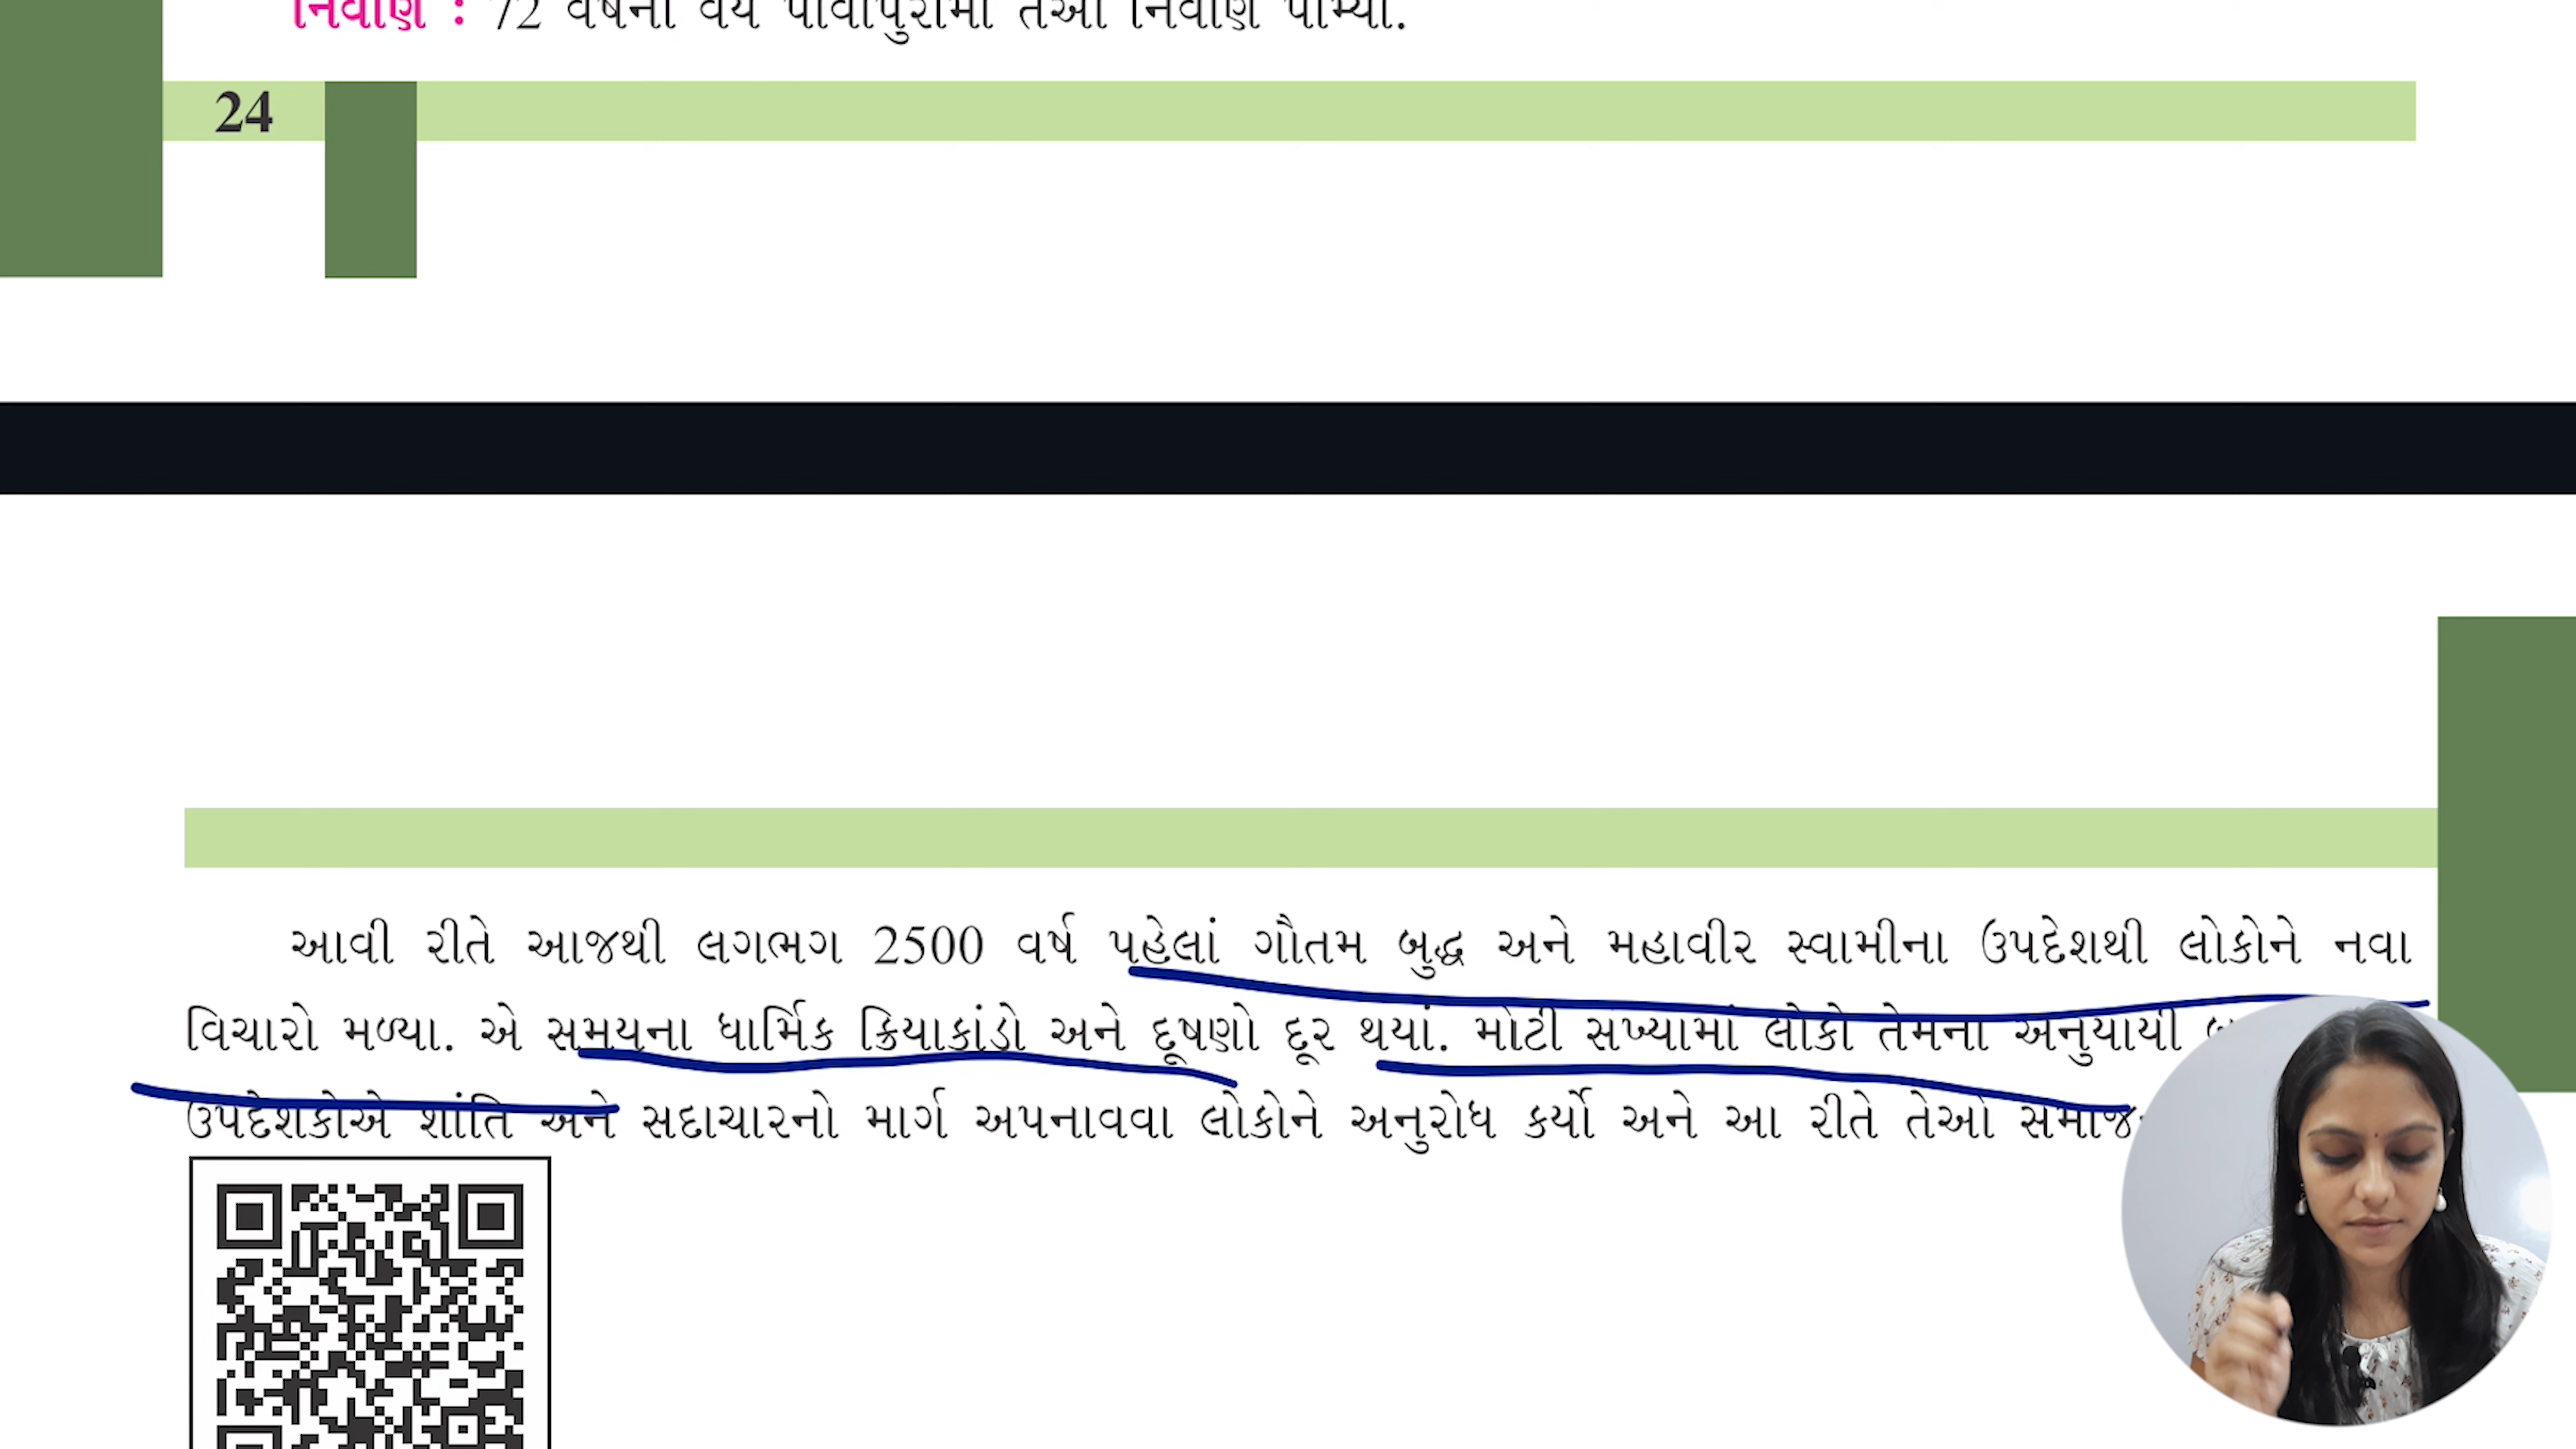 નિર્વાણ : 72 વર્ષની વયે પાવાપુરીમાં તેઓ નિર્વાણ પામ્યા.
24
આવી રીતે આજથી લગભગ 2500 વર્ષ પહેલાં ગૌતમ બુદ્ધ અને મહાવીર સ્વામીના ઉપદેશથી લોકોને નવા
વિચારો મળ્યા. એ સમયના ધાર્મિક ક્રિયાકાંડો અને દૂષણો દૂર થયાં. મોટી સંખ્યામાં લોકો તેમના અનુયાયી
ઉપદેશકોએ શાંતિ અને સદાચારનો માર્ગ અપનાવવા લોકોને અનુરોધ કર્યો અને આ રીતે તેઓ